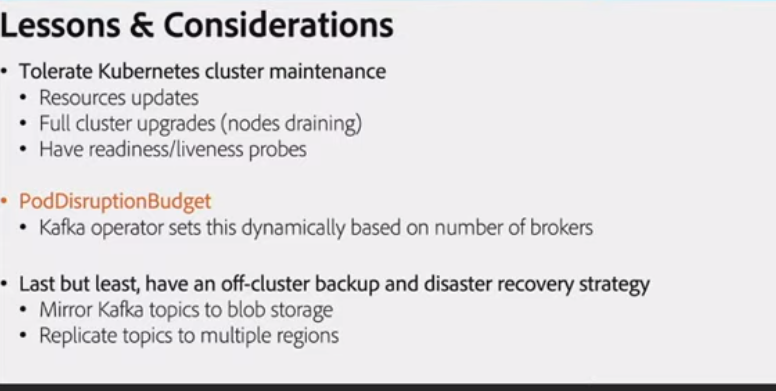 Lessons & Considerations
• Tolerate Kubernetes cluster maintenance
• Resources updates
• Full cluster upgrades (nodes draining)
• Have readiness/liveness probes
• PodDisruptionBudget
• Kafka operator sets this dynamically based on number of brokers
• Last but least, have an off-cluster backup and disaster recovery strategy
• Mirror Kafka topics to blob storage
• Replicate topics to multiple regions